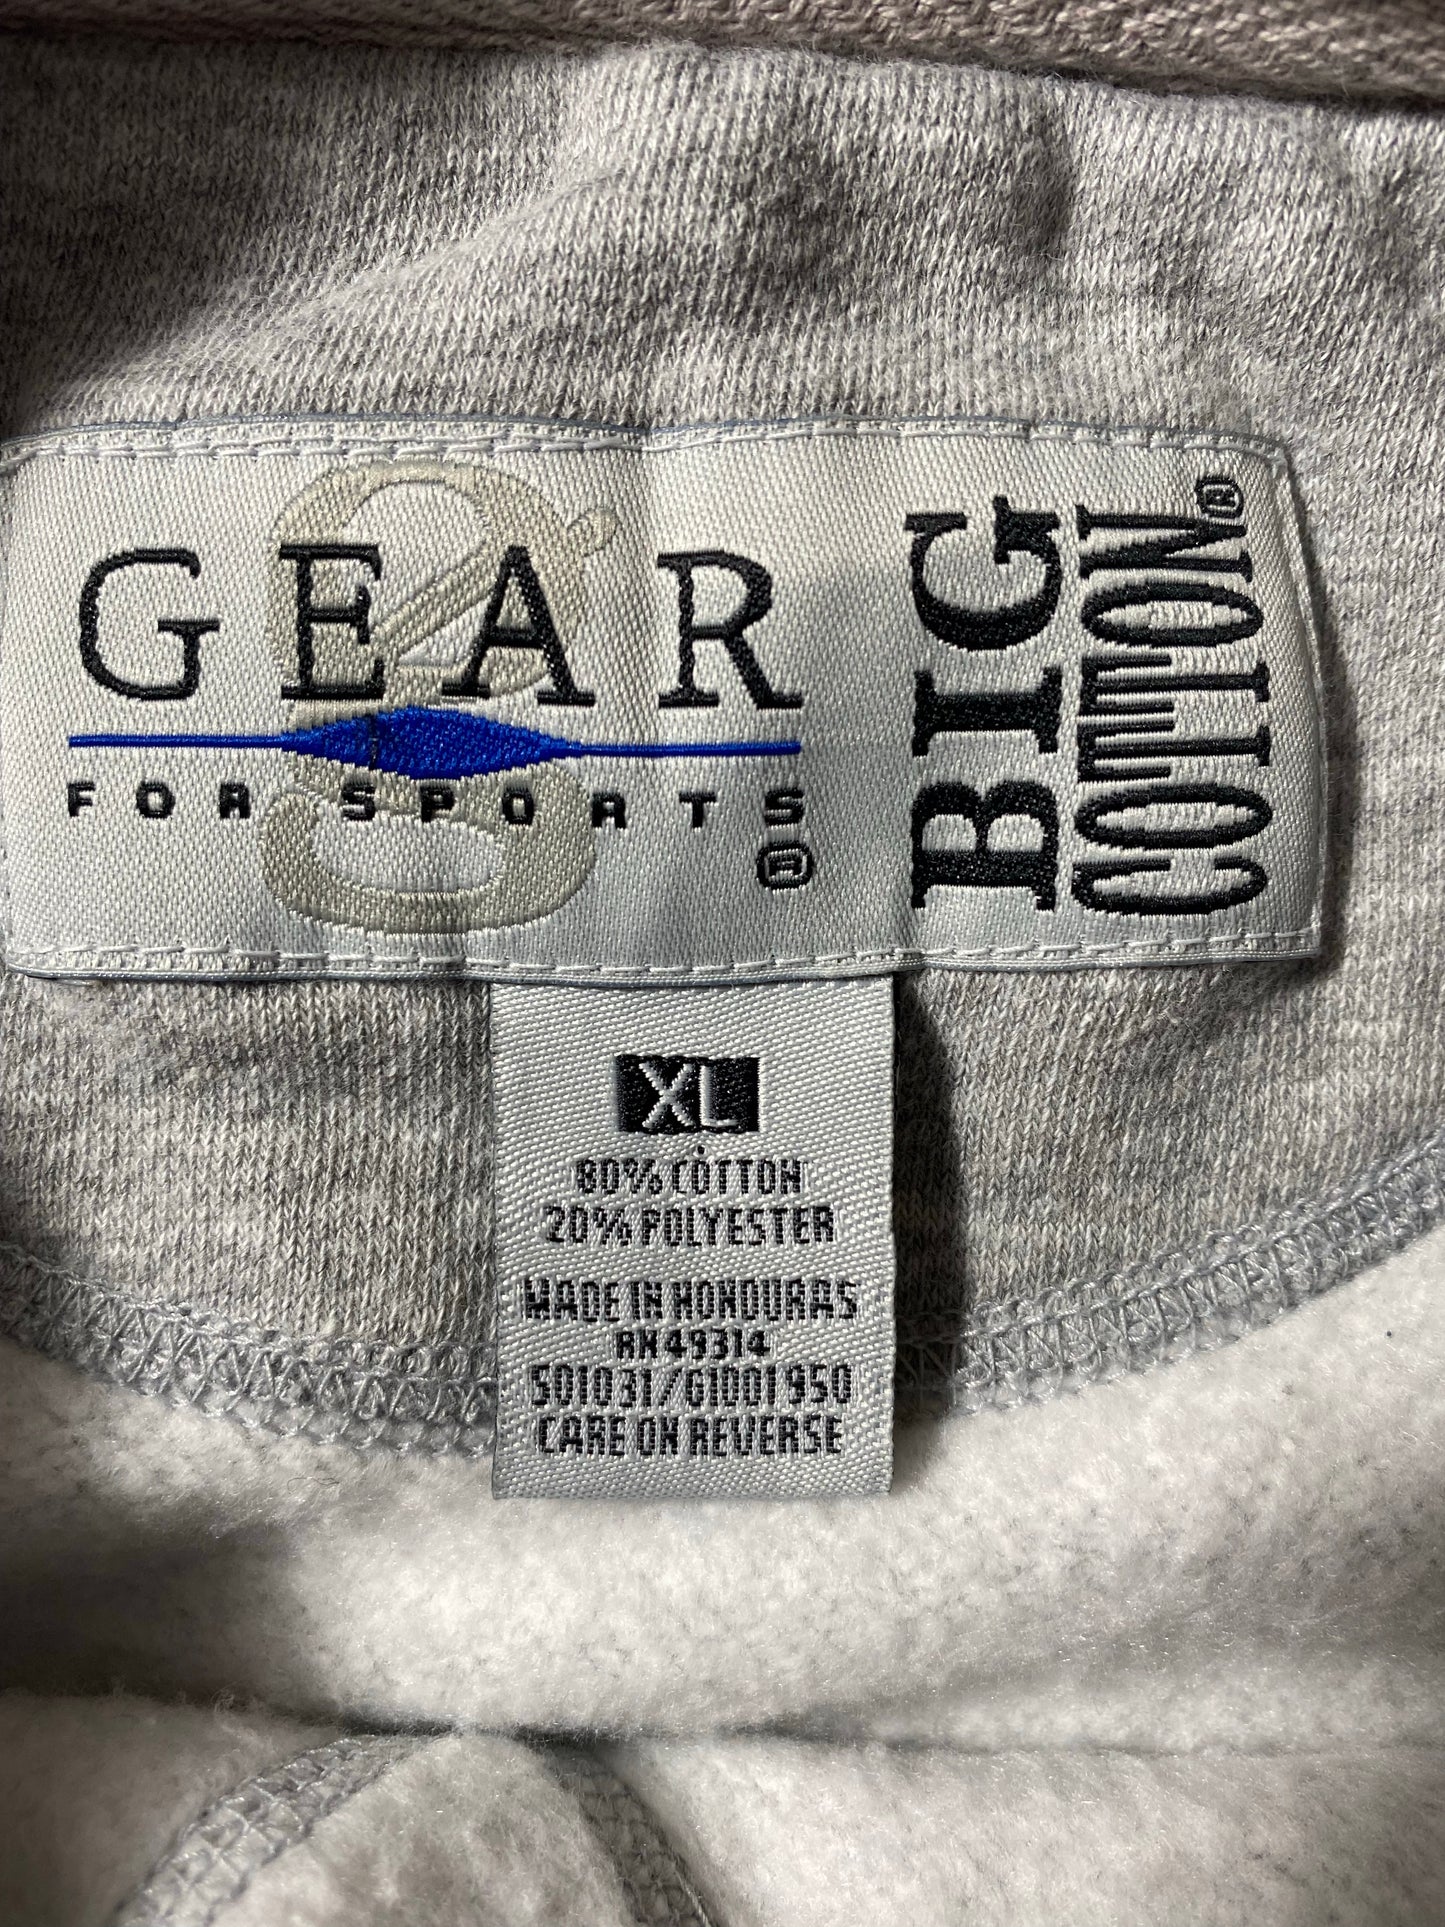 GEAR
FOR SPORTS®
BIG
COTTON®
XL
80% COTTON
20% POLYESTER
MADE IN HONDURAS
RN 49314
S01031/G1001950
CARE ON REVERSE